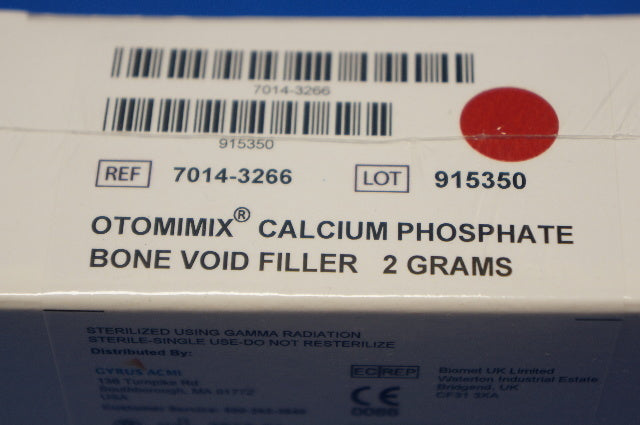 7014-3266
915350
REF 7014-3266 LOT 915350
OTOMIMIX® CALCIUM PHOSPHATE
BONE VOID FILLER 2 GRAMS
STERILIZED USING GAMMA RADIATION
STERILE-SINGLE USE-DO NOT RESTERILIZE
Distributed By:
GYRUS ACMI
136 Turnpike Rd
Southborough, MA 01772
USA
Customer Service:
EC REP
CE
0086
Biomet UK Limited
Waterton Industrial Estate
Bridgend, UK
CF31 3XA